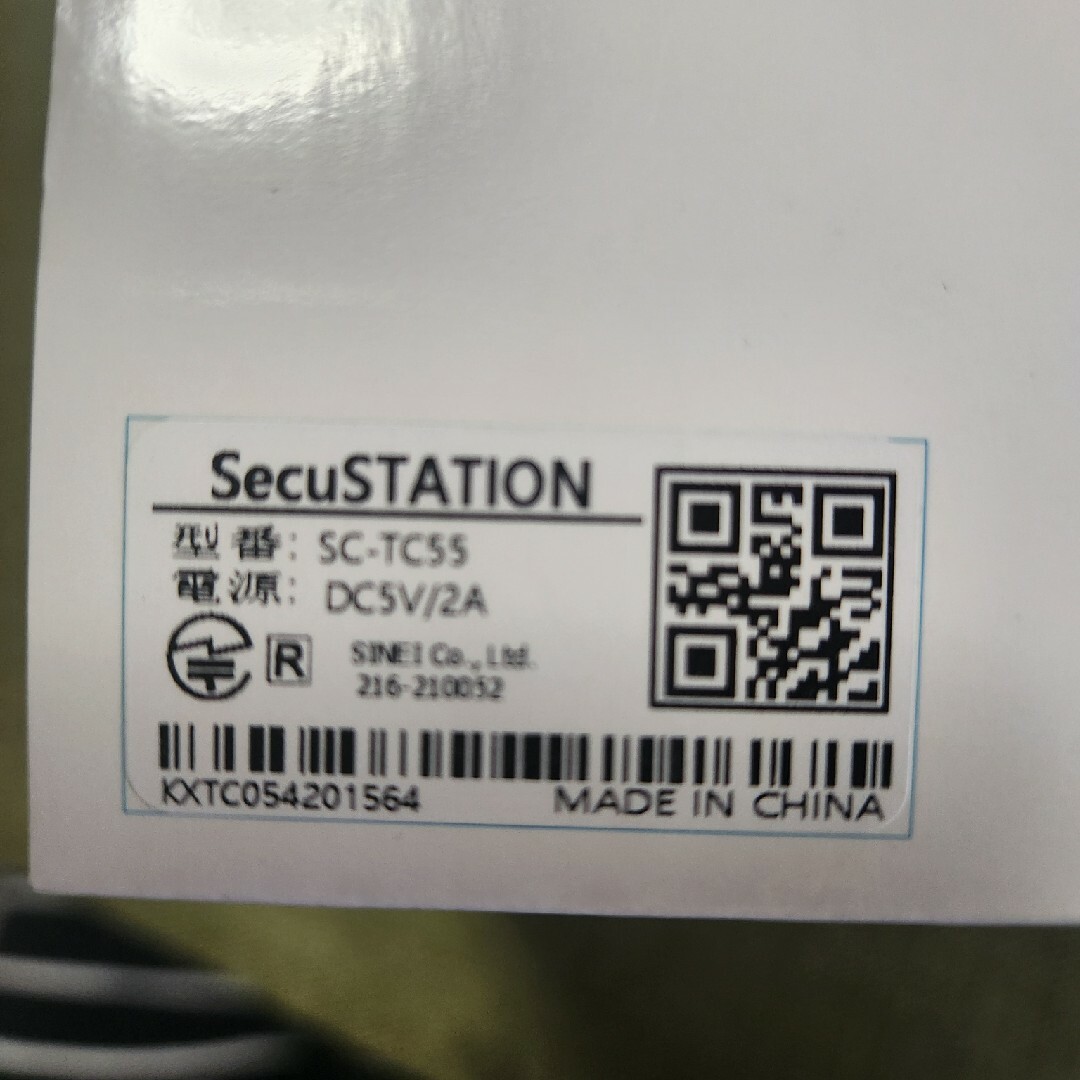 SecuSTATION
型番: SC-TC55
電源: DC5V/2A
R SINEI Co., Ltd.
216-210052
KXTC054201564 MADE IN CHINA